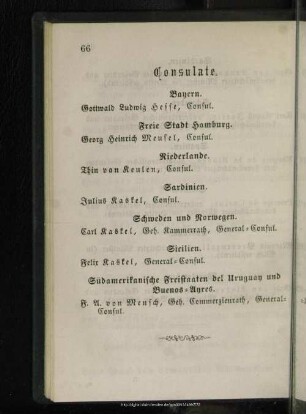 66
Consulate.
Bayern.
Gottwald Ludwig Hesse, Consul.
Freie Stadt Hamburg.
Georg Heinrich Meusel, Consul.
Niederlande.
Thin van Keulen, Consul.
Sardinien.
Julius Kaskel, Consul.
Schweden und Norwegen.
Carl Kaskel, Geh. Kammerrath, General-Consul.
Sicilien.
Felix Kaskel, General-Consul.
Südamerikanische Freistaaten del Uruguay und
Buenos-Ayres.
F. A. von Mensch, Geh. Commerzienrath, General-
Consul.